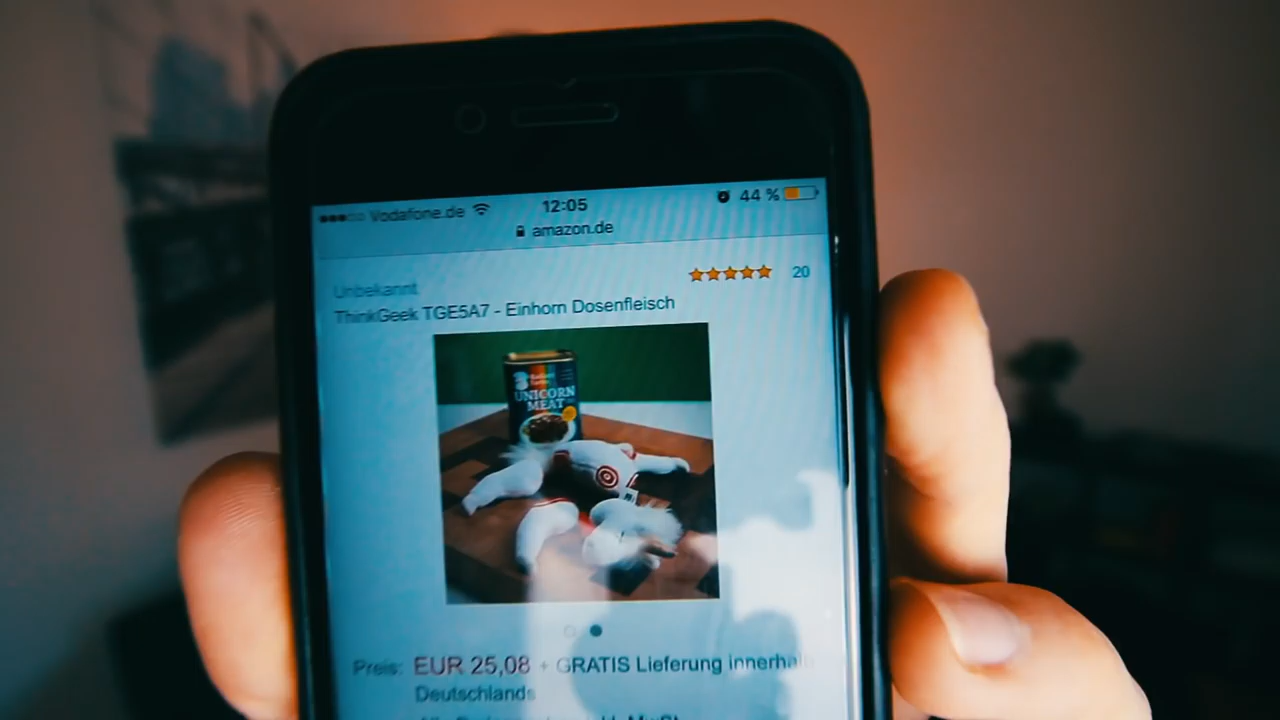 Vodafone.de
12:05
44 %
amazon.de
Unbekannt
20
ThinkGeek TGE5A7 - Einhorn Dosenfleisch
UNICORN
MEAT
Preis: EUR 25,08 + GRATIS Lieferung innerhal
Deutschlands